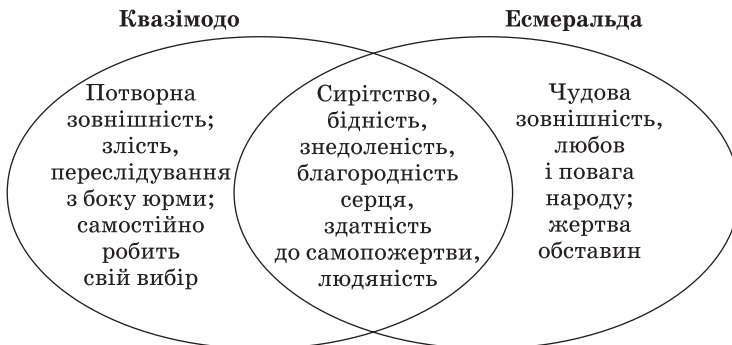 Квазімодо
Есмеральда
Потворна
зовнішність;
злість,
переслідування
з боку юрми;
самостійно
робить
свій вибір
Сирітство,
бідність,
знедоленість,
благородність
серця,
здатність
до самопожертви,
людяність
Чудова
зовнішність,
любов
і повага
народу;
жертва
обставин